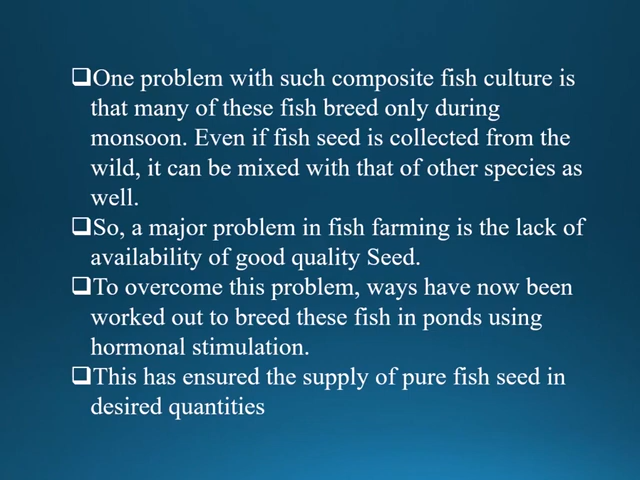 ❑One problem with such composite fish culture is
that many of these fish breed only during
monsoon. Even if fish seed is collected from the
wild, it can be mixed with that of other species as
well.
❑So, a major problem in fish farming is the lack of
availability of good quality Seed.
❑To overcome this problem, ways have now been
worked out to breed these fish in ponds using
hormonal stimulation.
❑This has ensured the supply of pure fish seed in
desired quantities